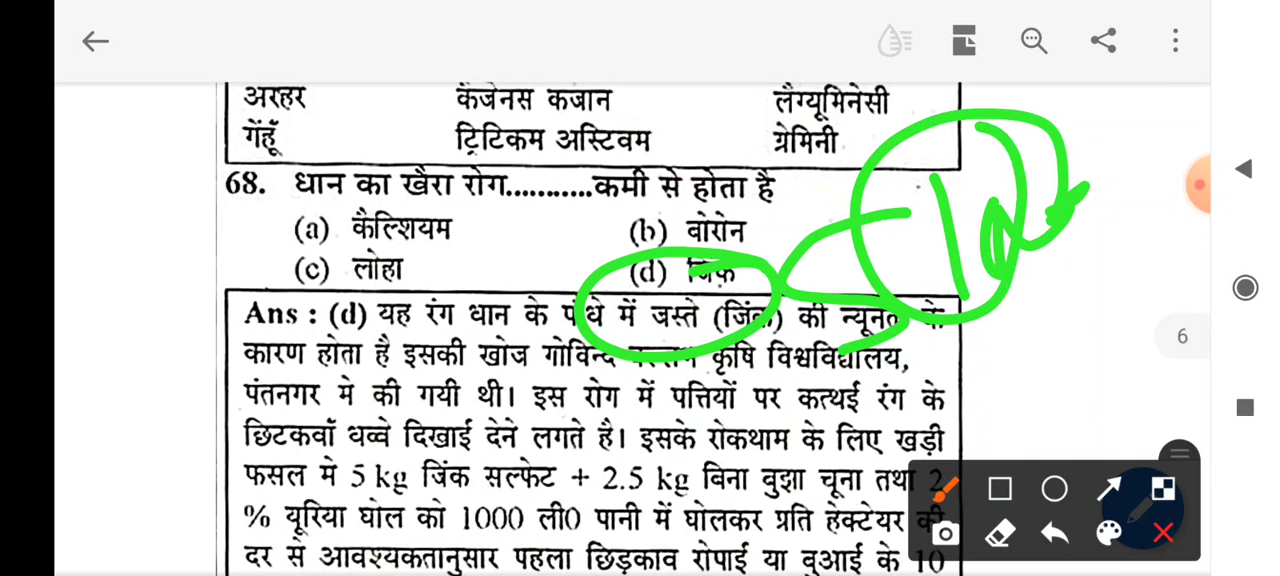 अरहर कैजेनस कजान लैग्यूमिनेसी
गेंहूँ ट्रिटिकम अस्टिवम ग्रेमिनी
68. धान का खैरा रोग............कमी से होता है
(a) कैल्शियम (b) बोरोन
(c) लोहा (d) जिंक
Ans : (d) यह रंग धान के पौधे में जस्ते (जिंक) की न्यूनता के
कारण होता है इसकी खोज गोविन्द कृषि विश्वविद्यालय,
पंतनगर मे की गयी थी। इस रोग में पत्तियों पर कत्थई रंग के
छिटकवाँ धव्वे दिखाई देने लगते है। इसके रोकथाम के लिए खड़ी
फसल मे 5 kg जिंक सल्फेट + 2.5 kg विना वुझा चूना तथा 2
% यूरिया घोल को 1000 ली0 पानी में घोलकर प्रति हेक्टेयर की
दर से आवश्यकतानुसार पहला छिड़काव रोपाई या वुआई के 10
6